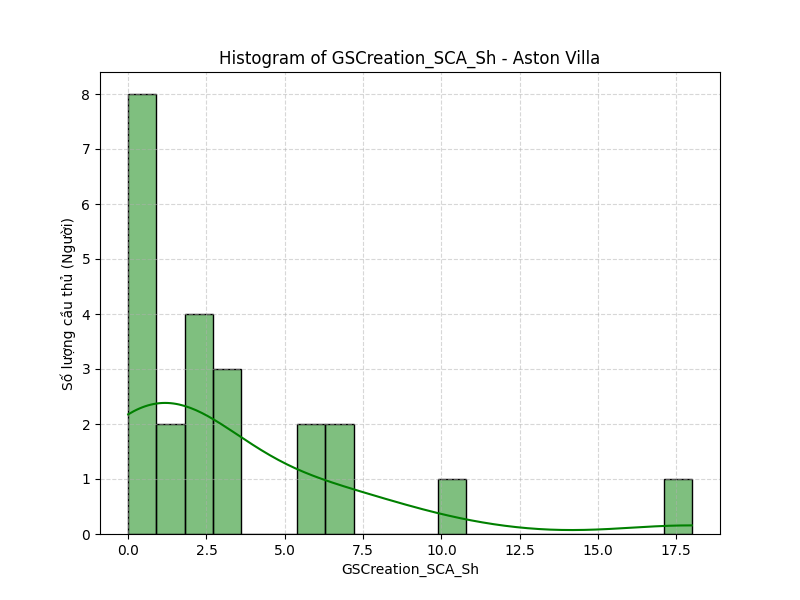 Histogram of GSCreation_SCA_Sh - Aston Villa
Số lượng cầu thủ (Người)
8
7
6
5
4
3
2
1
0
0.0 2.5 5.0 7.5 10.0 12.5 15.0 17.5
GSCreation_SCA_Sh